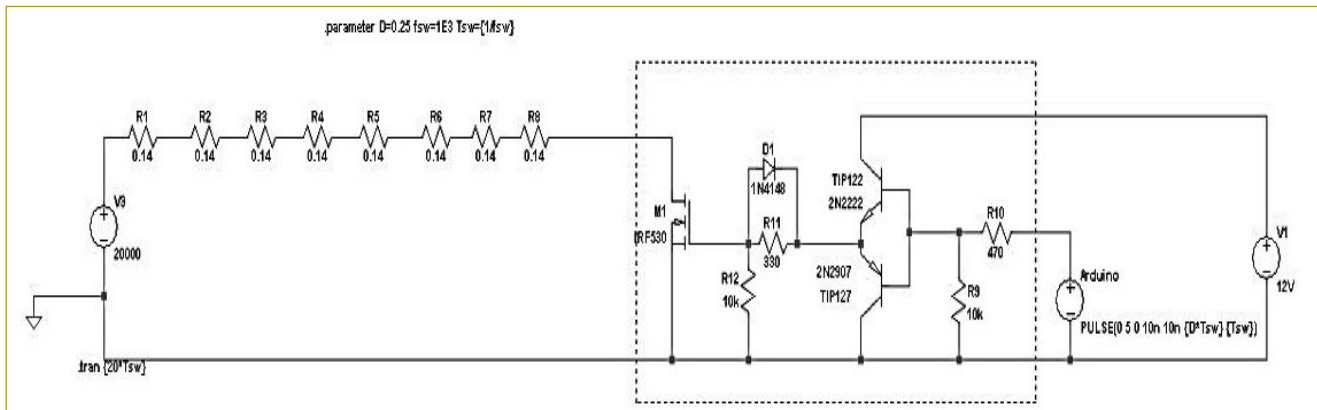 .parameter D=0.25 fsw=1E3 Tsw={1/fsw}
R1 R2 R3 R4 R5 R6 R7 R8
0.14 0.14 0.14 0.14 0.14 0.14 0.14 0.14
V3
20000
.tran {20*Tsw}
M1
IRF530
D1
1N4148
R11
330
R12
10k
TIP122
2N2222
2N2907
TIP127
R10
470
R9
10k
Arduino
PULSE(0 5 0 10n 10n {D*Tsw} {Tsw})
V1
12V